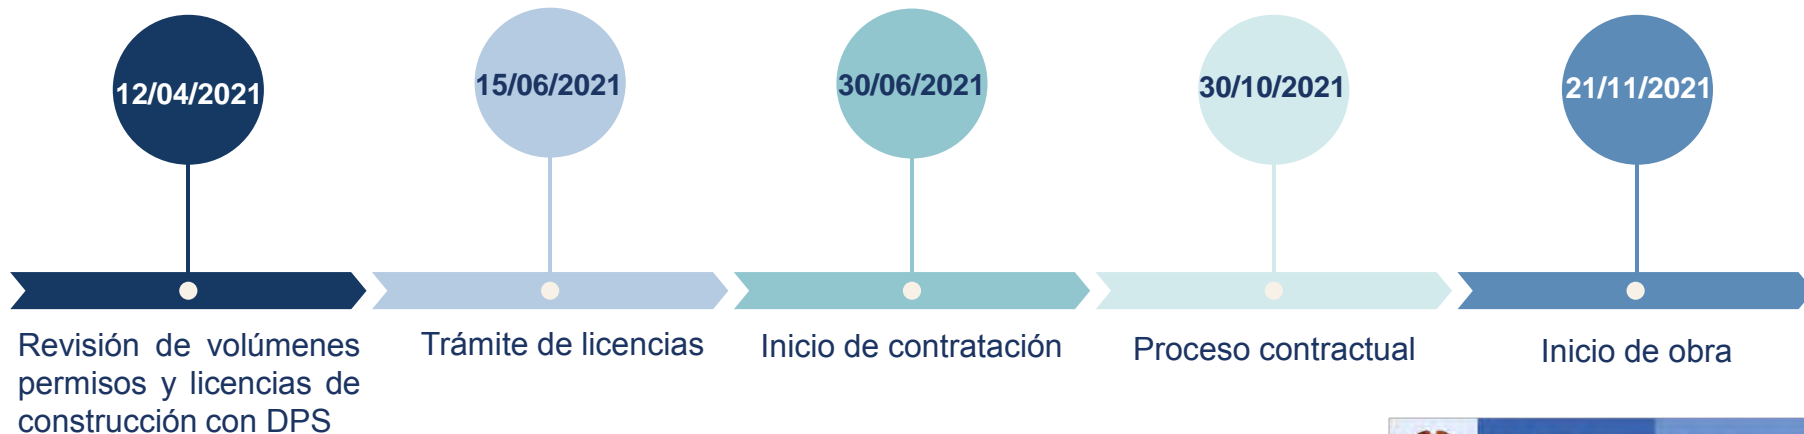 12/04/2021
15/06/2021
30/06/2021
30/10/2021
21/11/2021
Revisión de volúmenes
permisos y licencias de
construcción con DPS
Trámite de licencias
Inicio de contratación
Proceso contractual
Inicio de obra